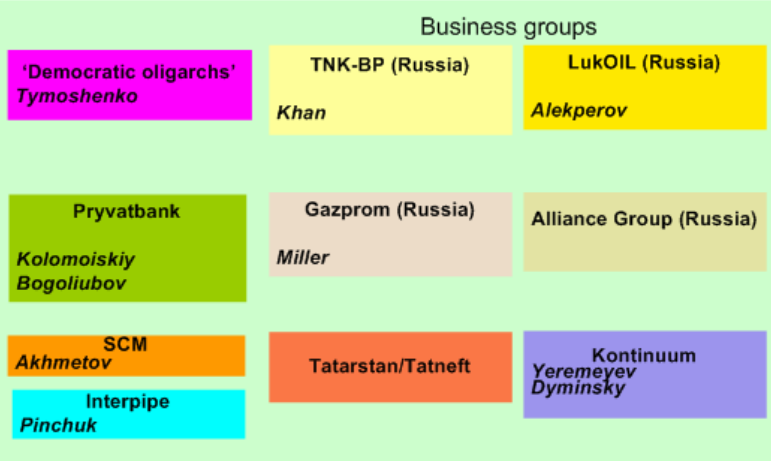 Business groups
‘Democratic oligarchs’
Tymoshenko
TNK-BP (Russia)
Khan
LukOIL (Russia)
Alekperov
Pryvatbank
Kolomoiskiy
Bogoliubov
Gazprom (Russia)
Miller
Alliance Group (Russia)
SCM
Akhmetov
Interpipe
Pinchuk
Tatarstan/Tatneft
Kontinuum
Yeremeyev
Dyminsky